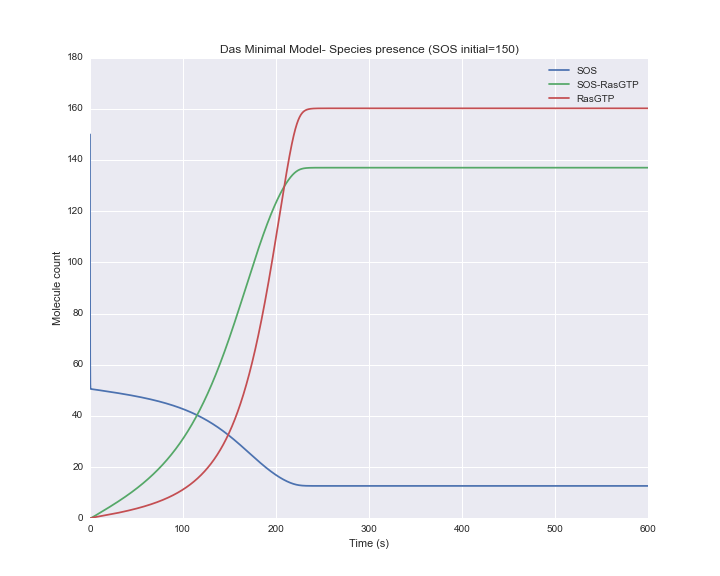 Das Minimal Model- Species presence (SOS initial=150)
180
160
140
120
100
80
60
40
20
0
Molecule count
SOS
SOS-RasGTP
RasGTP
0 100 200 300 400 500 600
Time (s)